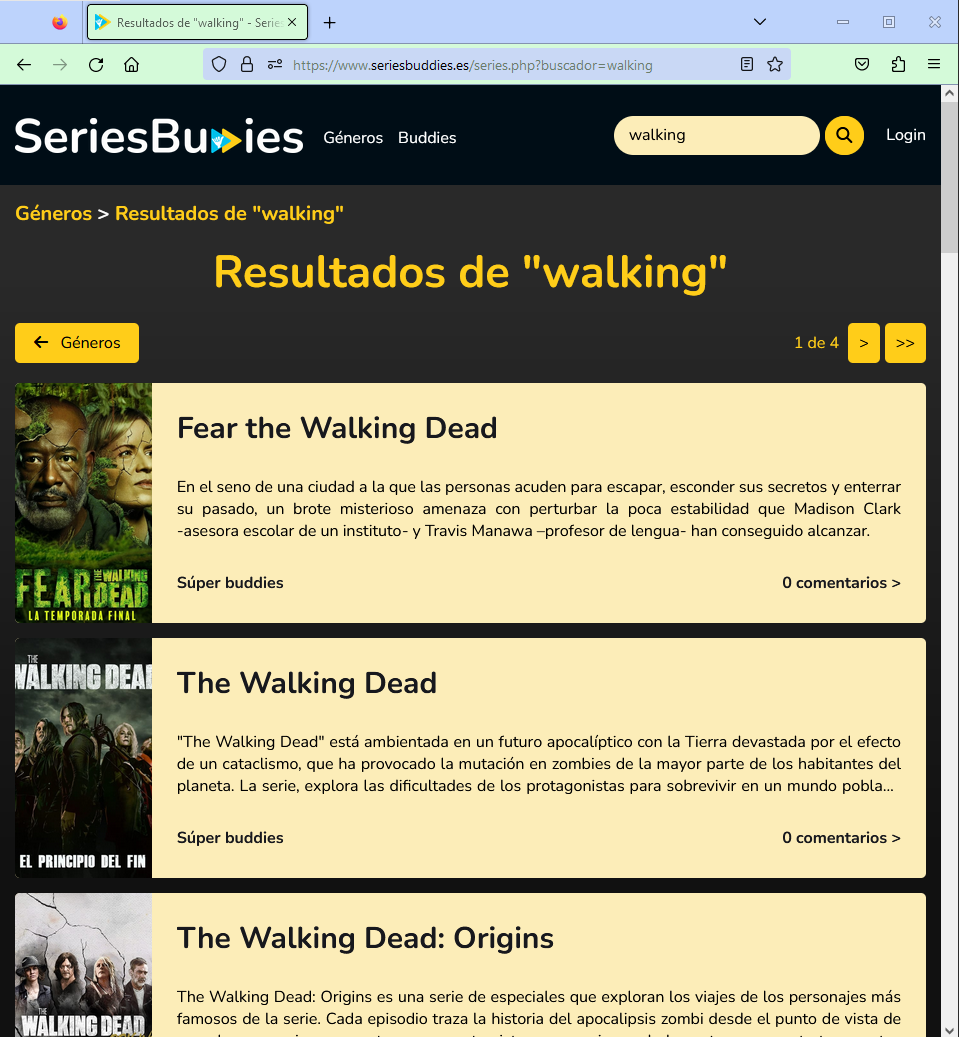 Resultados de "walking" - Series
https://www.seriesbuddies.es/series.php?buscador=walking
SeriesBuddies
Géneros
Buddies
walking
Login
Géneros > Resultados de "walking"
Resultados de "walking"
Géneros
1 de 4
>
>>
Fear the Walking Dead
En el seno de una ciudad a la que las personas acuden para escapar, esconder sus secretos y enterrar
su pasado, un brote misterioso amenaza con perturbar la poca estabilidad que Madison Clark
-asesora escolar de un instituto- y Travis Manawa –profesor de lengua- han conseguido alcanzar.
FEAR THE WALKING DEAD
LA TEMPORADA FINAL
Súper buddies
0 comentarios >
THE
WALKING DEAD
The Walking Dead
"The Walking Dead" está ambientada en un futuro apocalíptico con la Tierra devastada por el efecto
de un cataclismo, que ha provocado la mutación en zombies de la mayor parte de los habitantes del
planeta. La serie, explora las dificultades de los protagonistas para sobrevivir en un mundo pobla...
Súper buddies
0 comentarios >
EL PRINCIPIO DEL FIN
The Walking Dead: Origins
The Walking Dead: Origins es una serie de especiales que exploran los viajes de los personajes más
famosos de la serie. Cada episodio traza la historia del apocalipsis zombi desde el punto de vista de
THE
WALKING DEAD